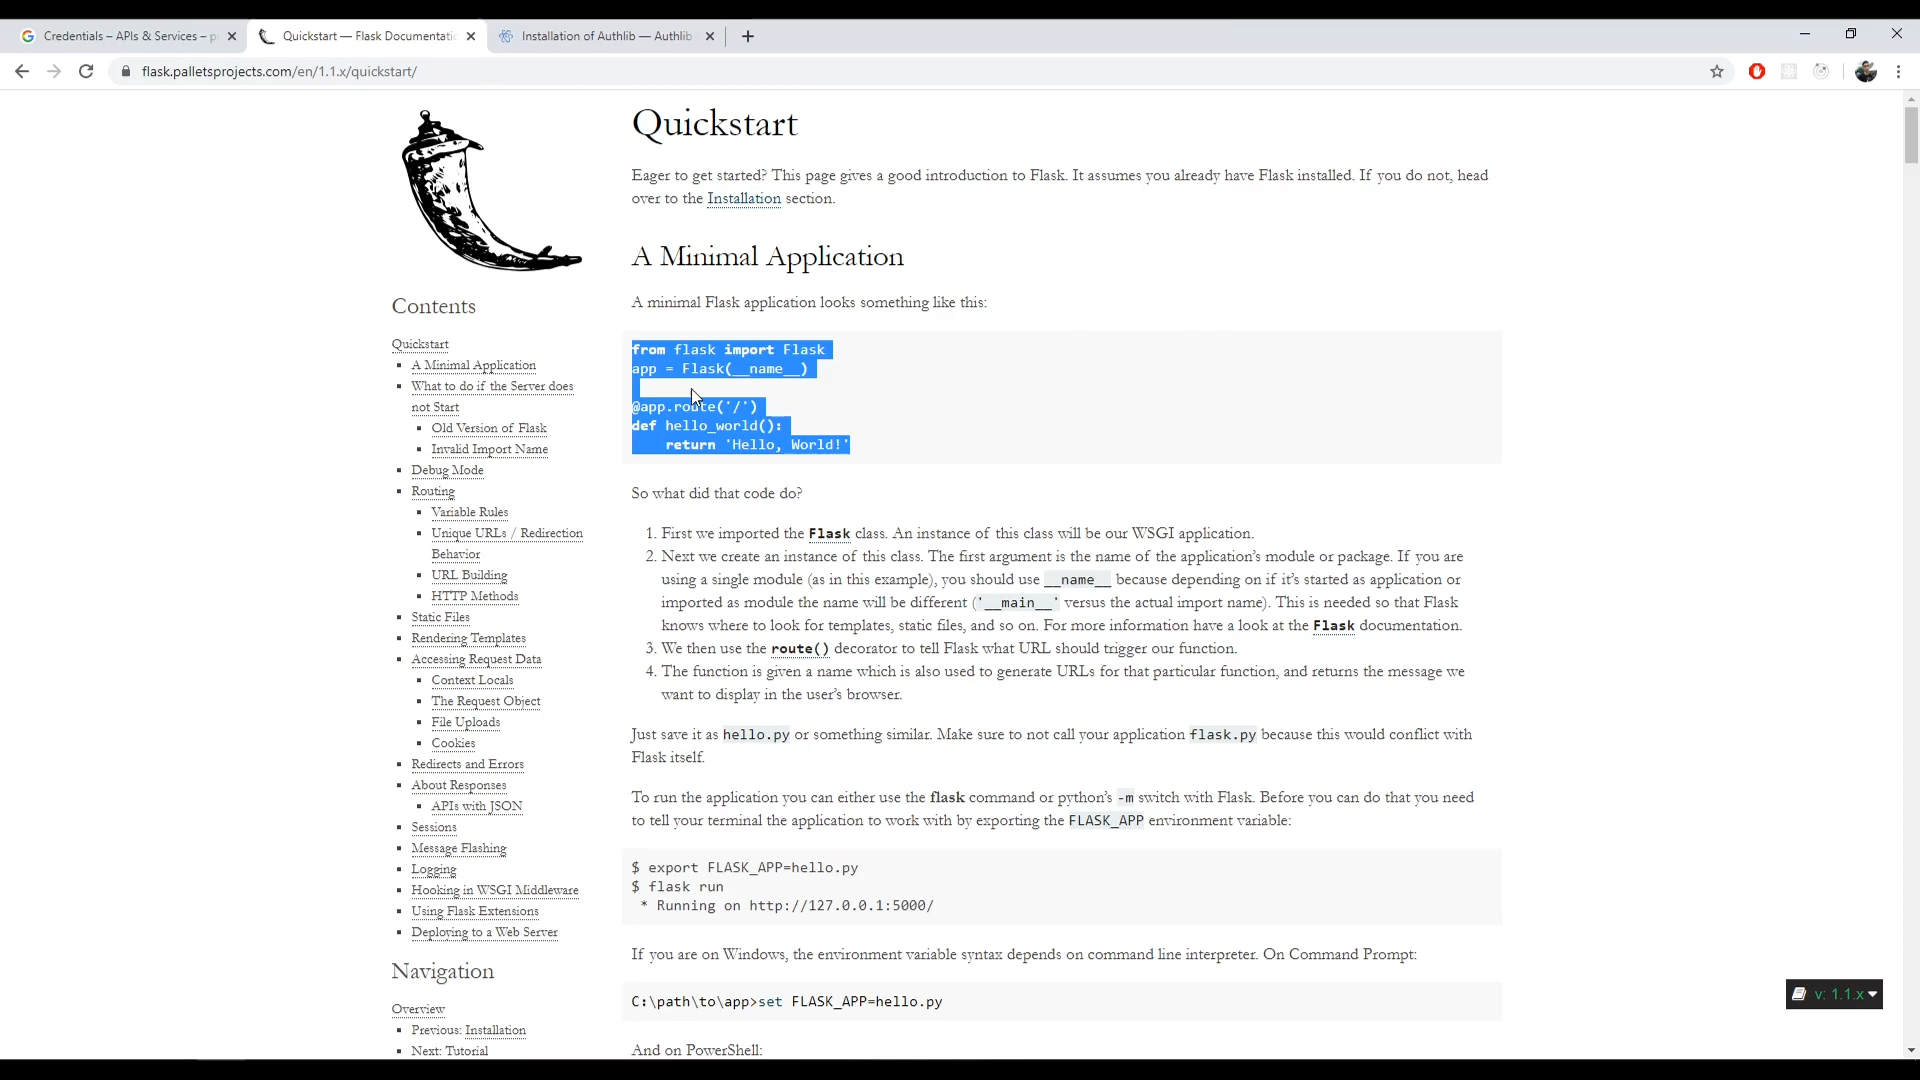 Credentials – APIs & Services – p
Quickstart — Flask Documentatio
Installation of Authlib — Authlib
flask.palletsprojects.com/en/1.1.x/quickstart/
Quickstart
Eager to get started? This page gives a good introduction to Flask. It assumes you already have Flask installed. If you do not, head
over to the Installation section.
A Minimal Application
A minimal Flask application looks something like this:
from flask import Flask
app = Flask(__name__)
@app.route('/')
def hello_world():
    return 'Hello, World!'
So what did that code do?
1. First we imported the Flask class. An instance of this class will be our WSGI application.
2. Next we create an instance of this class. The first argument is the name of the application's module or package. If you are
using a single module (as in this example), you should use __name__ because depending on if it's started as application or
imported as module the name will be different ('__main__' versus the actual import name). This is needed so that Flask
knows where to look for templates, static files, and so on. For more information have a look at the Flask documentation.
3. We then use the route() decorator to tell Flask what URL should trigger our function.
4. The function is given a name which is also used to generate URLs for that particular function, and returns the message we
want to display in the user's browser.
Just save it as hello.py or something similar. Make sure to not call your application flask.py because this would conflict with
Flask itself.
To run the application you can either use the flask command or python's -m switch with Flask. Before you can do that you need
to tell your terminal the application to work with by exporting the FLASK_APP environment variable:
$ export FLASK_APP=hello.py
$ flask run
 * Running on http://127.0.0.1:5000/
If you are on Windows, the environment variable syntax depends on command line interpreter. On Command Prompt:
C:\path\to\app>set FLASK_APP=hello.py
And on PowerShell:
Contents
Quickstart
A Minimal Application
What to do if the Server does
not Start
Old Version of Flask
Invalid Import Name
Debug Mode
Routing
Variable Rules
Unique URLs / Redirection
Behavior
URL Building
HTTP Methods
Static Files
Rendering Templates
Accessing Request Data
Context Locals
The Request Object
File Uploads
Cookies
Redirects and Errors
About Responses
APIs with JSON
Sessions
Message Flashing
Logging
Hooking in WSGI Middleware
Using Flask Extensions
Deploying to a Web Server
Navigation
Overview
Previous: Installation
Next: Tutorial
v: 1.1.x